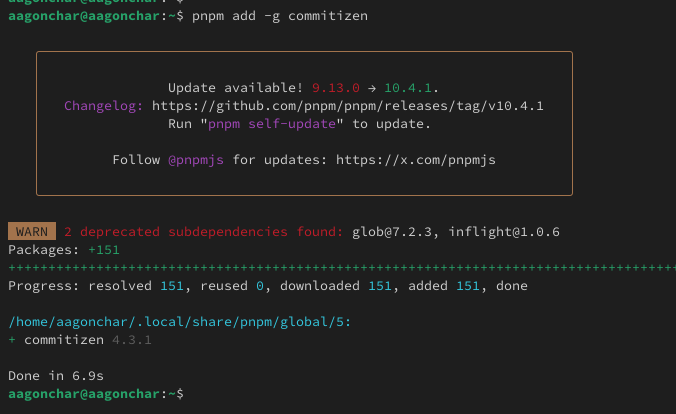 aagonchar@aagonchar:~$ pnpm add -g commitizen
Update available! 9.13.0 → 10.4.1.
Changelog: https://github.com/pnpm/pnpm/releases/tag/v10.4.1
Run "pnpm self-update" to update.
Follow @pnpmjs for updates: https://x.com/pnpmjs
WARN 2 deprecated subdependencies found: glob@7.2.3, inflight@1.0.6
Packages: +151
++++++++++++++++++++++++++++++++++++++++++++++++++++++++++++++++++++++++++++++++++++
Progress: resolved 151, reused 0, downloaded 151, added 151, done
/home/aagonchar/.local/share/pnpm/global/5:
+ commitizen 4.3.1
Done in 6.9s
aagonchar@aagonchar:~$